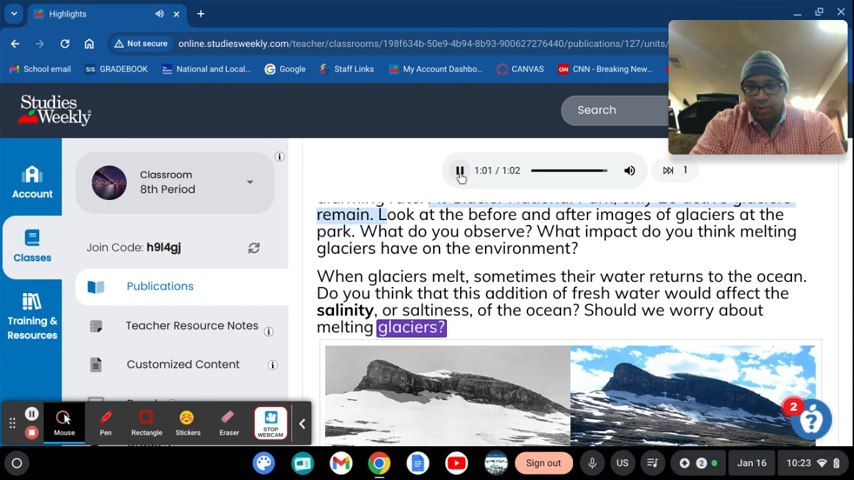 Highlights
Not secure
online.studiesweekly.com/teacher/classrooms/198f634b-50e9-4b94-8b93-900627276440/publications/127/units/
School email
SIS GRADEBOOK
National and Local...
Google
Staff Links
My Account Dashbo...
CANVAS
CNN - Breaking New...
Studies
Weekly
Search
Account
Classes
Training &
Resources
Classroom
8th Period
Join Code: h9l4gj
Publications
Teacher Resource Notes
Customized Content
1:01 / 1:02
1
remain. Look at the before and after images of glaciers at the
park. What do you observe? What impact do you think melting
glaciers have on the environment?
When glaciers melt, sometimes their water returns to the ocean.
Do you think that this addition of fresh water would affect the
salinity, or saltiness, of the ocean? Should we worry about
melting glaciers?
2
Mouse
Pen
Rectangle
Stickers
Eraser
STOP
WEBCAM
Sign out
US
2
Jan 16
10:23